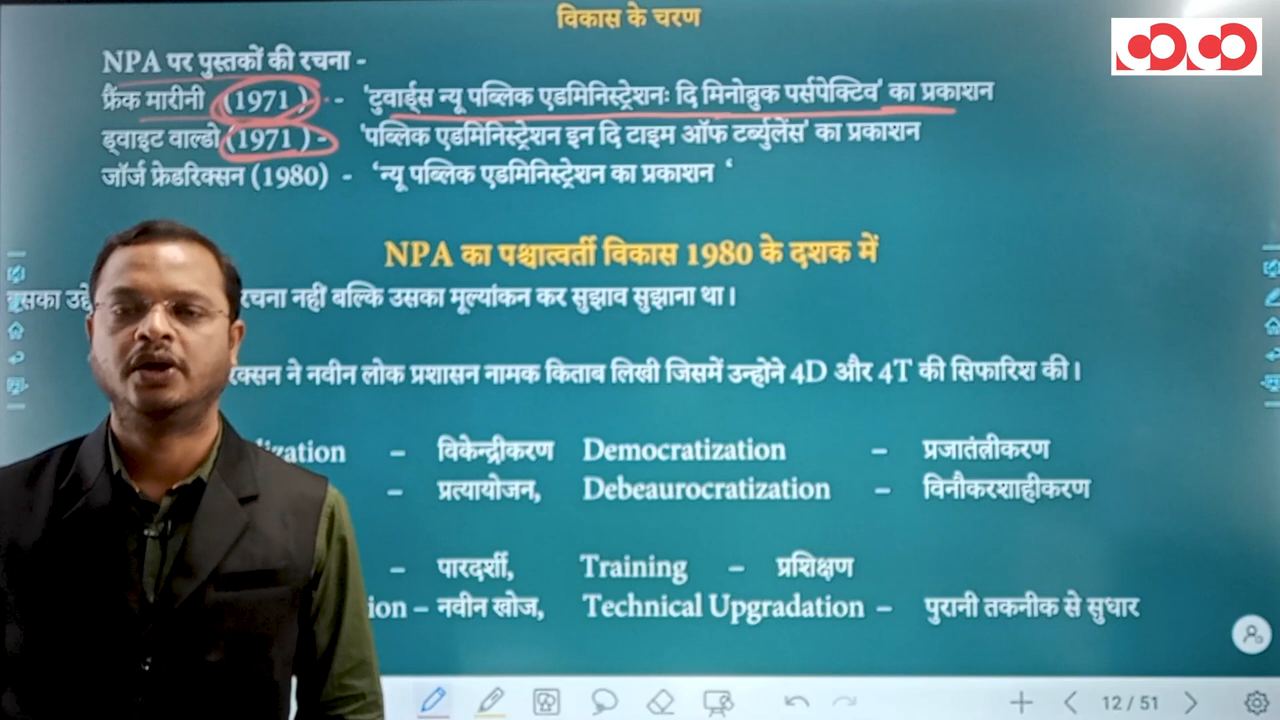 विकास के चरण
NPA पर पुस्तकों की रचना -
फ्रैंक मारीनी (1971) - 'टुवार्ड्स न्यू पब्लिक एडमिनिस्ट्रेशनः दि मिनोब्रुक पर्सपेक्टिव' का प्रकाशन
ड्वाइट वाल्डो (1971) - 'पब्लिक एडमिनिस्ट्रेशन इन दि टाइम ऑफ टर्ब्युलेंस' का प्रकाशन
जॉर्ज फ्रेडरिक्सन (1980) - 'न्यू पब्लिक एडमिनिस्ट्रेशन का प्रकाशन '
NPA का पश्चात्वर्ती विकास 1980 के दशक में
रचना नहीं बल्कि उसका मूल्यांकन कर सुझाव सुझाना था।
रिक्सन ने नवीन लोक प्रशासन नामक किताब लिखी जिसमें उन्होंने 4D और 4T की सिफारिश की।
lization - विकेन्द्रीकरण Democratization - प्रजातंत्रीकरण
- प्रत्यायोजन, Debeaurocratization - विनौकरशाहीकरण
- पारदर्शी, Training - प्रशिक्षण
ion - नवीन खोज, Technical Upgradation - पुरानी तकनीक से सुधार
12 / 51